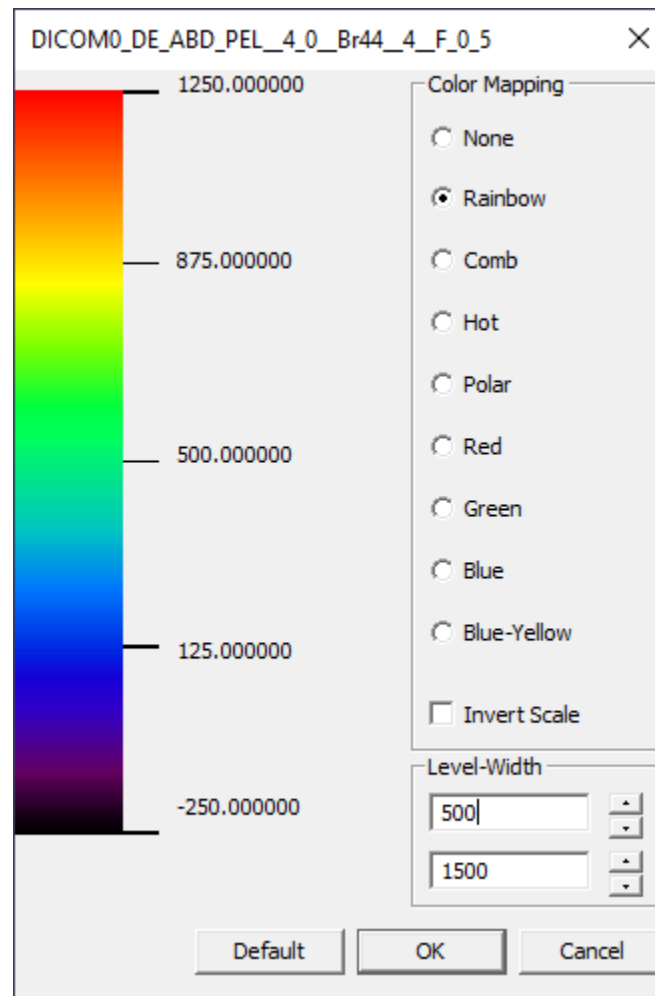 DICOM0_DE_ABD_PEL__4_0__Br44__4__F_0_5
1250.000000
875.000000
500.000000
125.000000
-250.000000
Color Mapping
None
Rainbow
Comb
Hot
Polar
Red
Green
Blue
Blue-Yellow
Invert Scale
Level-Width
500
1500
Default
OK
Cancel